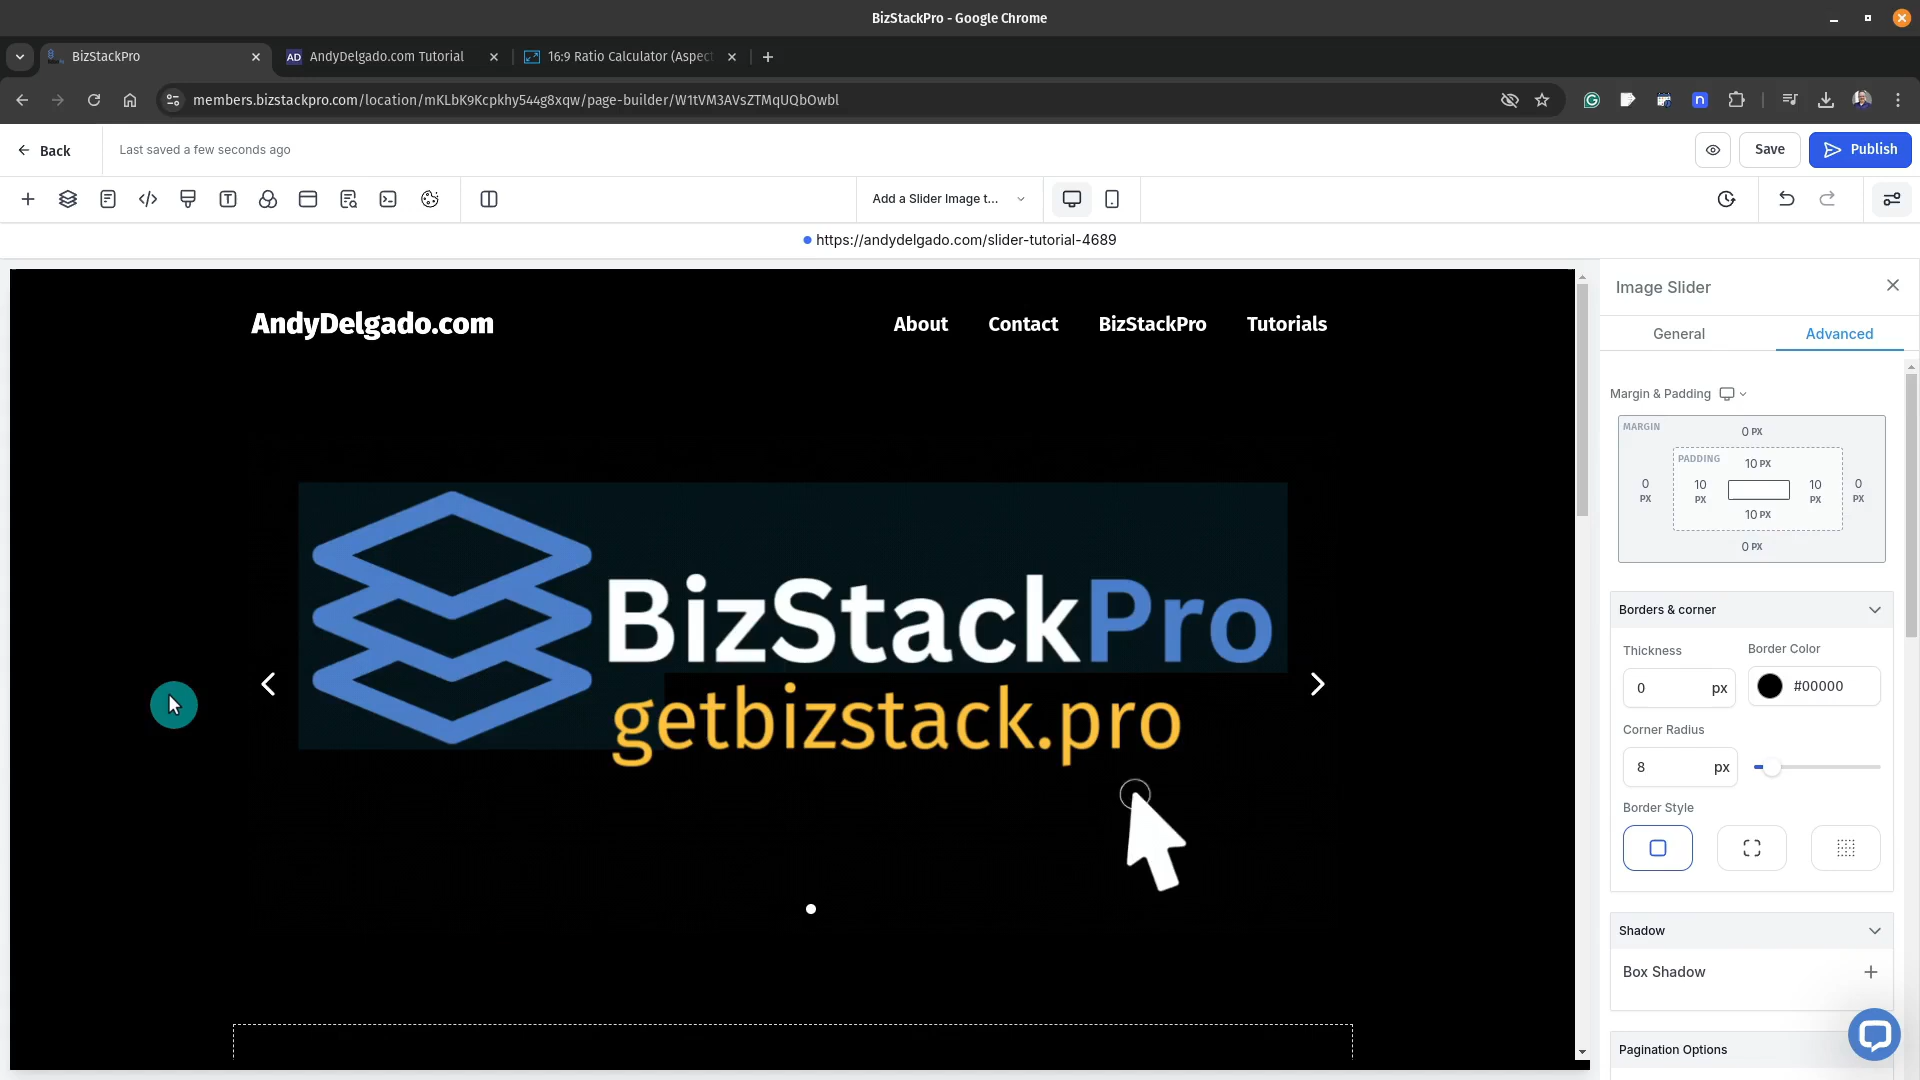 BizStackPro - Google Chrome
BizStackPro
AD AndyDelgado.com Tutorial
16:9 Ratio Calculator (Aspect
members.bizstackpro.com/location/mKLbK9Kcpkhy544g8xqw/page-builder/W1tVM3AVsZTMqUQbOwbl
Back
Last saved a few seconds ago
Save
Publish
Add a Slider Image t...
https://andydelgado.com/slider-tutorial-4689
AndyDelgado.com
About
Contact
BizStackPro
Tutorials
BizStackPro
getbizstack.pro
Image Slider
General
Advanced
Margin & Padding
MARGIN
0 PX
PADDING
10 PX
0 PX
10 PX
10 PX
0 PX
10 PX
0 PX
Borders & corner
Thickness
Border Color
0 px
#00000
Corner Radius
8 px
Border Style
Shadow
Box Shadow
Pagination Options